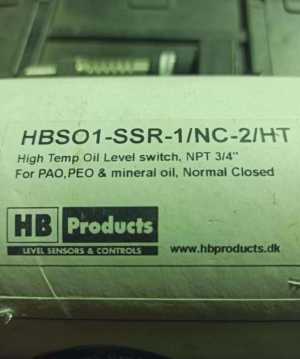 HBSO1-SSR-1/NC-2/HT
High Temp Oil Level switch, NPT 3/4"
For PAO,PEO & mineral oil, Normal Closed
HB Products
LEVEL SENSORS & CONTROLS
www.hbproducts.dk